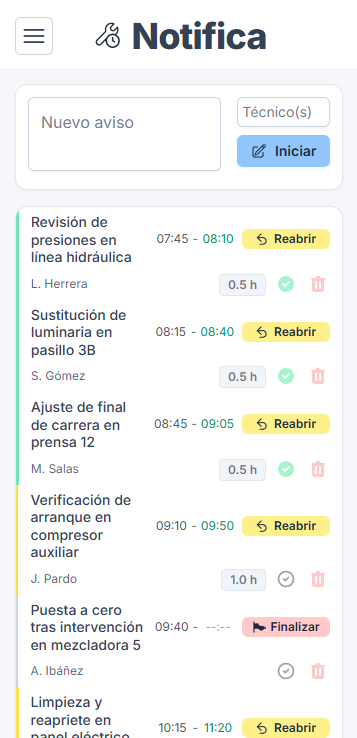 Notifica
Nuevo aviso
Técnico(s)
Iniciar
Revisión de
presiones en
línea hidráulica
07:45 - 08:10
Reabrir
L. Herrera
0.5 h
Sustitución de
luminaria en
pasillo 3B
08:15 - 08:40
Reabrir
S. Gómez
0.5 h
Ajuste de final
de carrera en
prensa 12
08:45 - 09:05
Reabrir
M. Salas
0.5 h
Verificación de
arranque en
compresor
auxiliar
09:10 - 09:50
Reabrir
J. Pardo
1.0 h
Puesta a cero
tras intervención
en mezcladora 5
09:40 - --:--
Finalizar
A. Ibáñez
Limpieza y
reapriete en
panel eléctrico
10:15 - 11:20
Reabrir